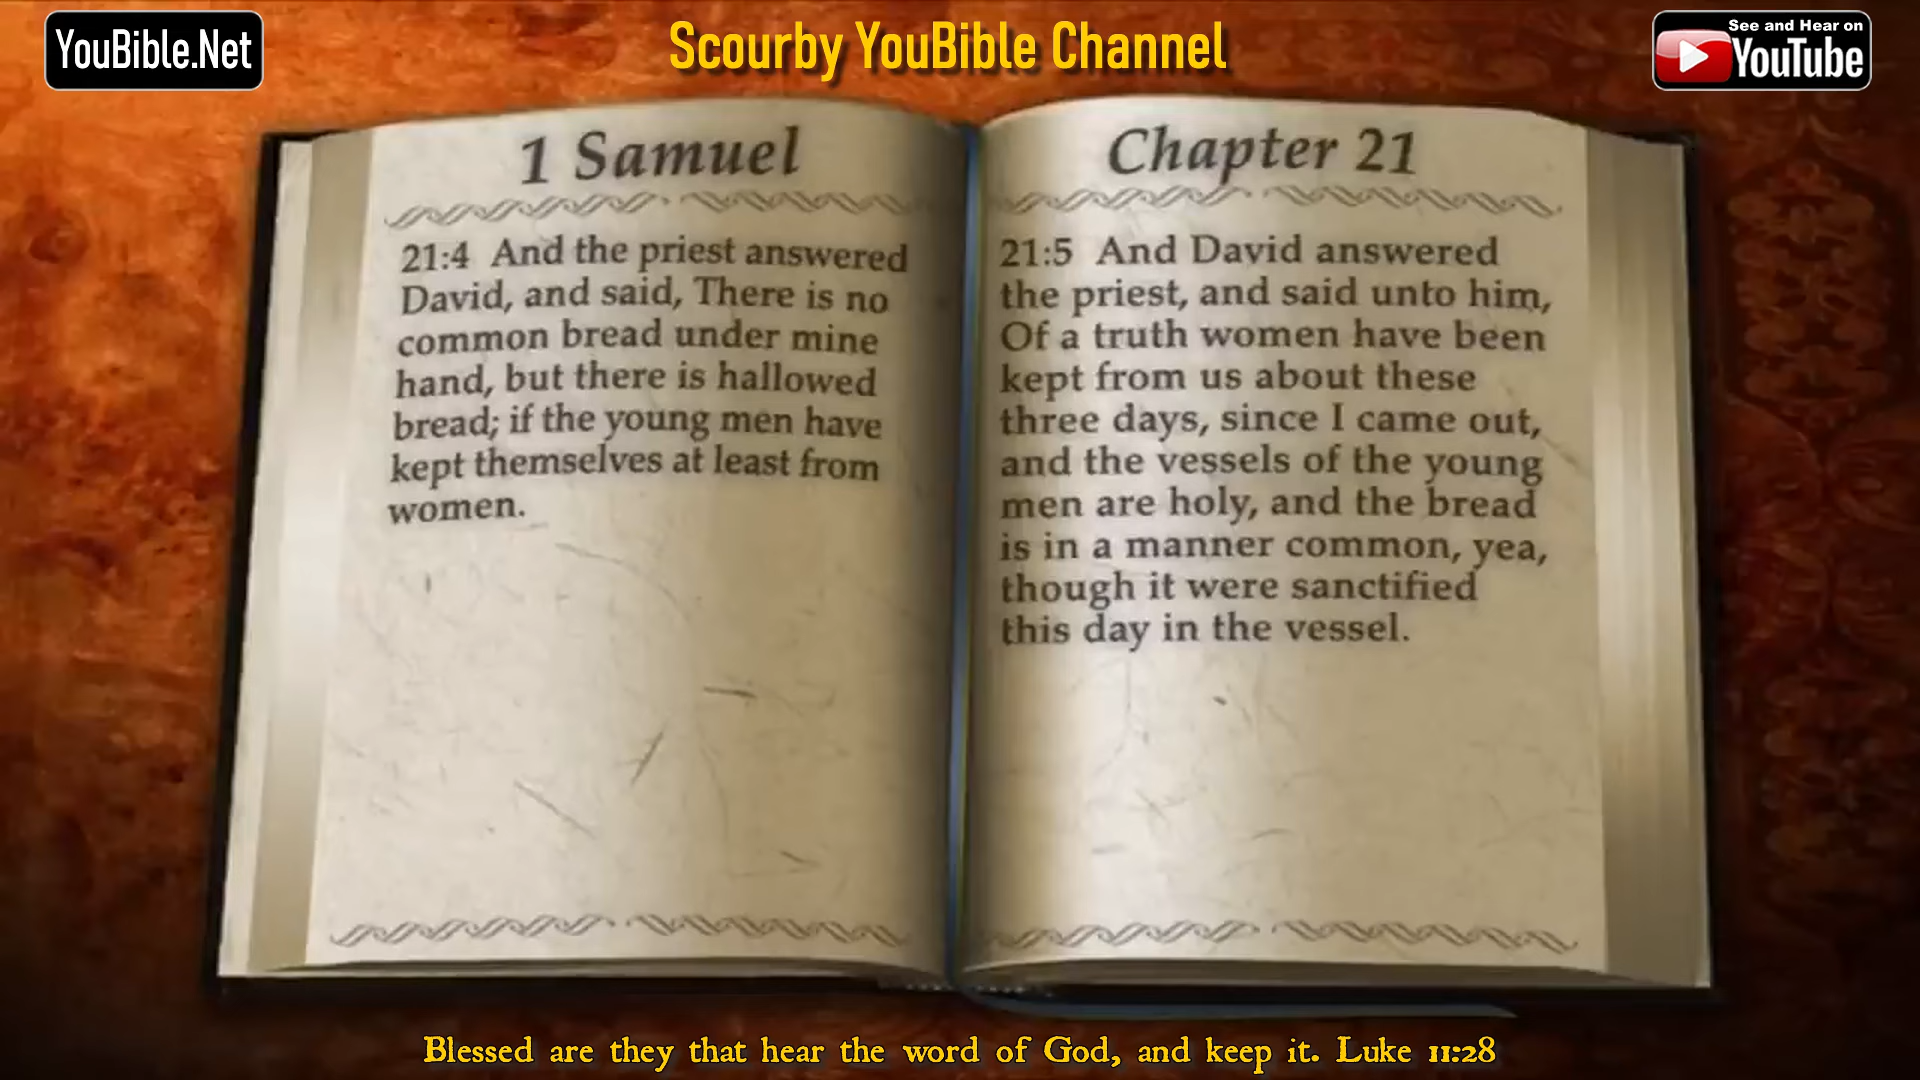 YouBible.Net
Scourby YouBible Channel
See and Hear on
YouTube
1 Samuel
21:4 And the priest answered
David, and said, There is no
common bread under mine
hand, but there is hallowed
bread; if the young men have
kept themselves at least from
women.
Chapter 21
21:5 And David answered
the priest, and said unto him,
Of a truth women have been
kept from us about these
three days, since I came out,
and the vessels of the young
men are holy, and the bread
is in a manner common, yea,
though it were sanctified
this day in the vessel.
Blessed are they that hear the word of God, and keep it. Luke 11:28